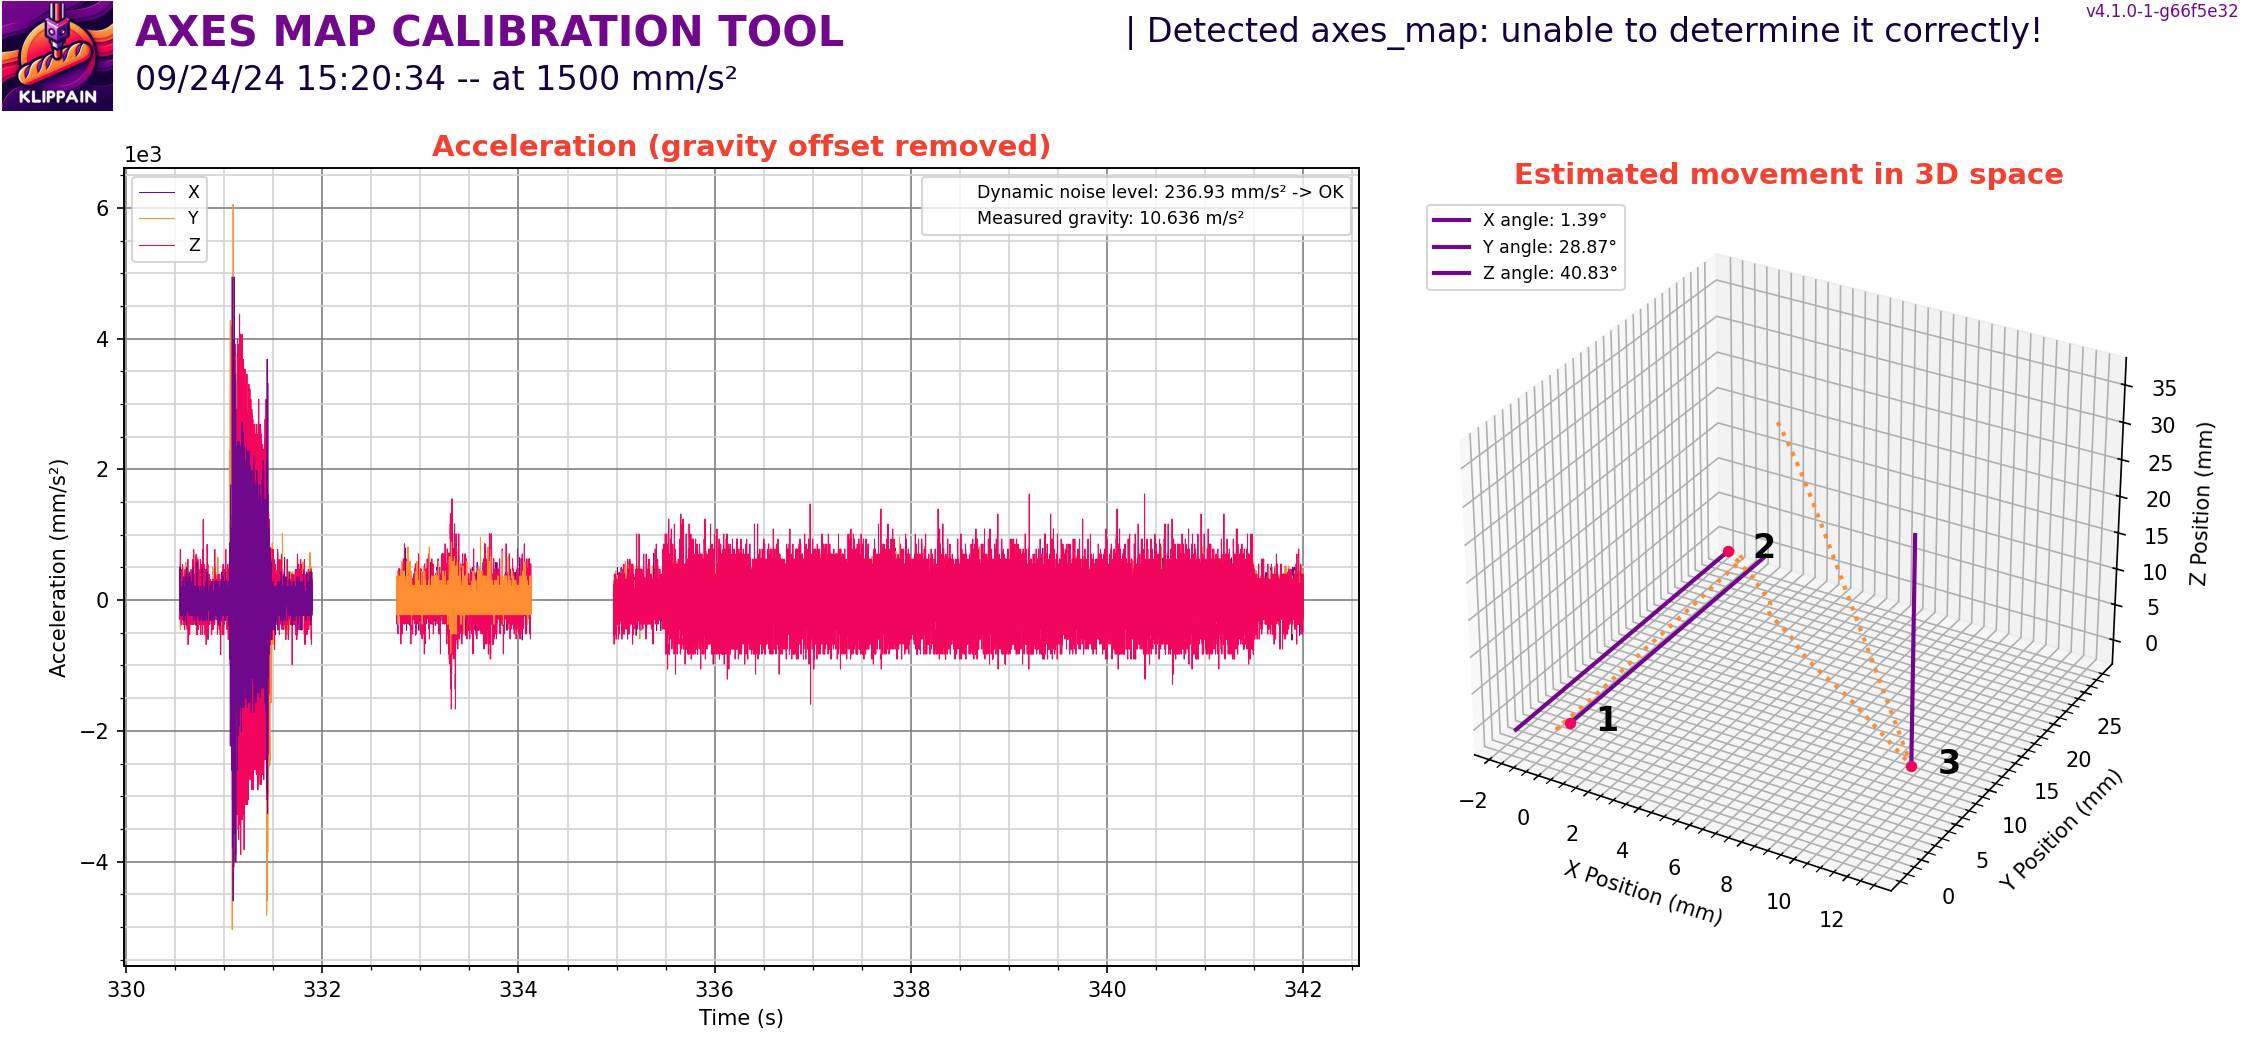 KLIPPAIN
AXES MAP CALIBRATION TOOL
09/24/24 15:20:34 -- at 1500 mm/s²
| Detected axes_map: unable to determine it correctly!
v4.1.0-1-g66f5e32
Acceleration (gravity offset removed)
1e3
X
Y
Z
Dynamic noise level: 236.93 mm/s² -> OK
Measured gravity: 10.636 m/s²
6
4
2
0
−2
−4
Acceleration (mm/s²)
330
332
334
336
338
340
342
Time (s)
Estimated movement in 3D space
X angle: 1.39°
Y angle: 28.87°
Z angle: 40.83°
1
2
3
−2
0
2
4
6
8
10
12
X Position (mm)
0
5
10
15
20
25
Y Position (mm)
35
30
25
20
15
10
5
0
Z Position (mm)